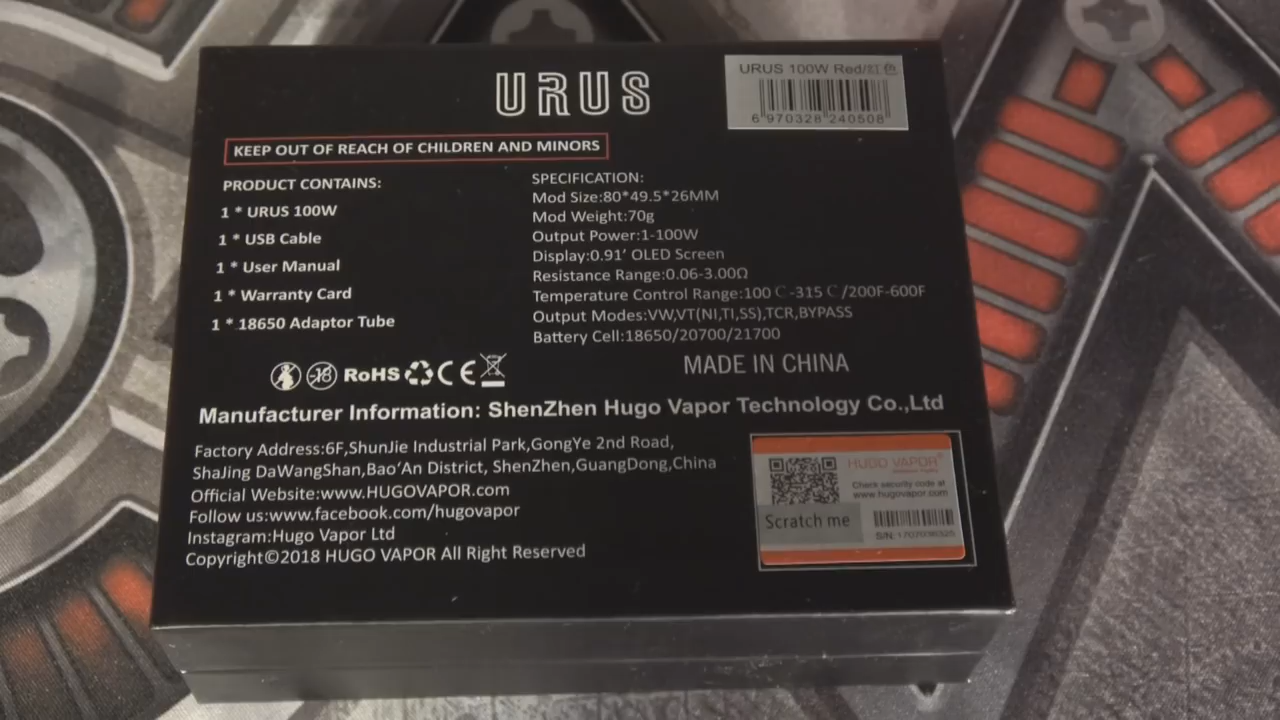 URUS
URUS 100W Red/红色
6 970328 240508
KEEP OUT OF REACH OF CHILDREN AND MINORS
PRODUCT CONTAINS:
1 * URUS 100W
1 * USB Cable
1 * User Manual
1 * Warranty Card
1 * 18650 Adaptor Tube
SPECIFICATION:
Mod Size:80*49.5*26MM
Mod Weight:70g
Output Power:1-100W
Display:0.91' OLED Screen
Resistance Range:0.06-3.00Ω
Temperature Control Range:100 C -315 C /200F-600F
Output Modes:VW,VT(NI,TI,SS),TCR,BYPASS
Battery Cell:18650/20700/21700
-18 RoHS CE
MADE IN CHINA
Manufacturer Information: ShenZhen Hugo Vapor Technology Co.,Ltd
Factory Address:6F,ShunJie Industrial Park,GongYe 2nd Road,
ShaJing DaWangShan,Bao'An District, ShenZhen,GuangDong,China
Official Website:www.HUGOVAPOR.com
Follow us:www.facebook.com/hugovapor
Instagram:Hugo Vapor Ltd
Copyright©2018 HUGO VAPOR All Right Reserved
HUGO VAPOR®
Check security code at
www.hugovapor.com
Scratch me
S/N: